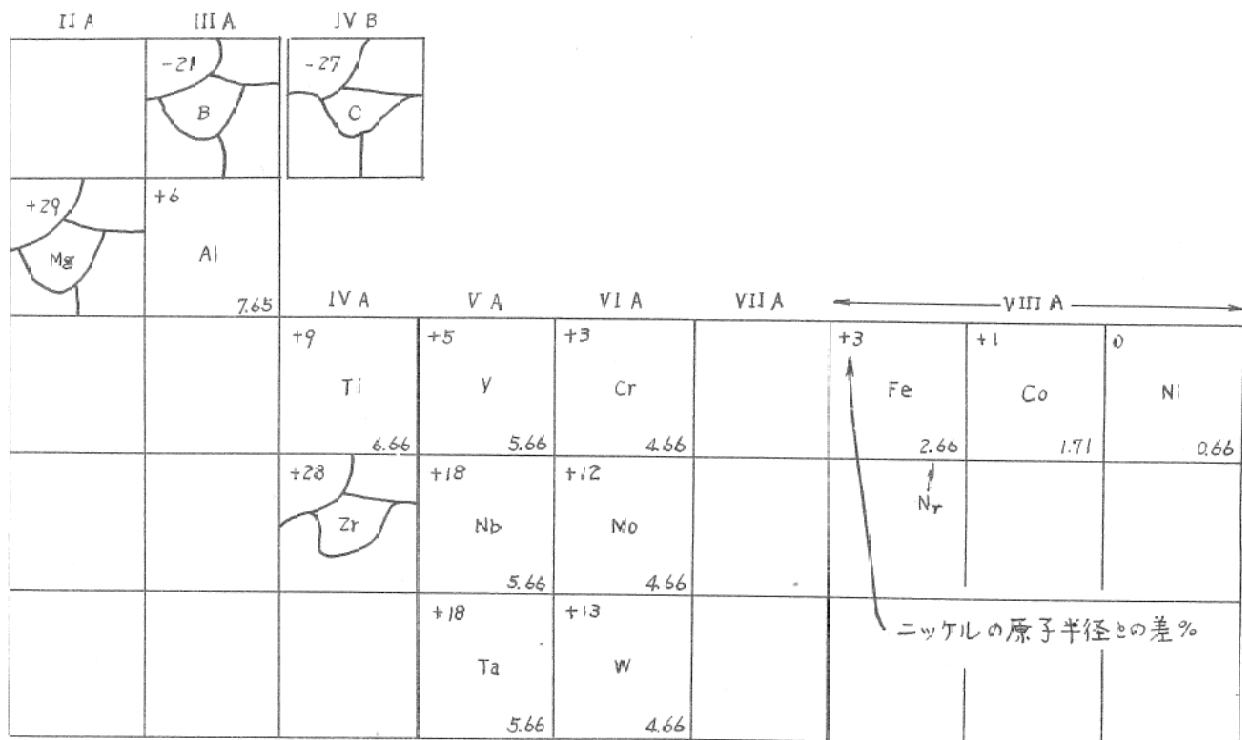 II A III A IV B
-21 -27
B C
+29 +6
Mg Al
7.65
IV A V A VI A VII A VIII A
+9 +5 +3 +3 +1 0
Ti V Cr Fe Co Ni
6.66 5.66 4.66 2.66 1.71 0.66
+23 +18 +12
Nr
Zr Nb Mo
5.66 4.66
+18 +13
ニッケルの原子半径との差%
Ta W
5.66 4.66